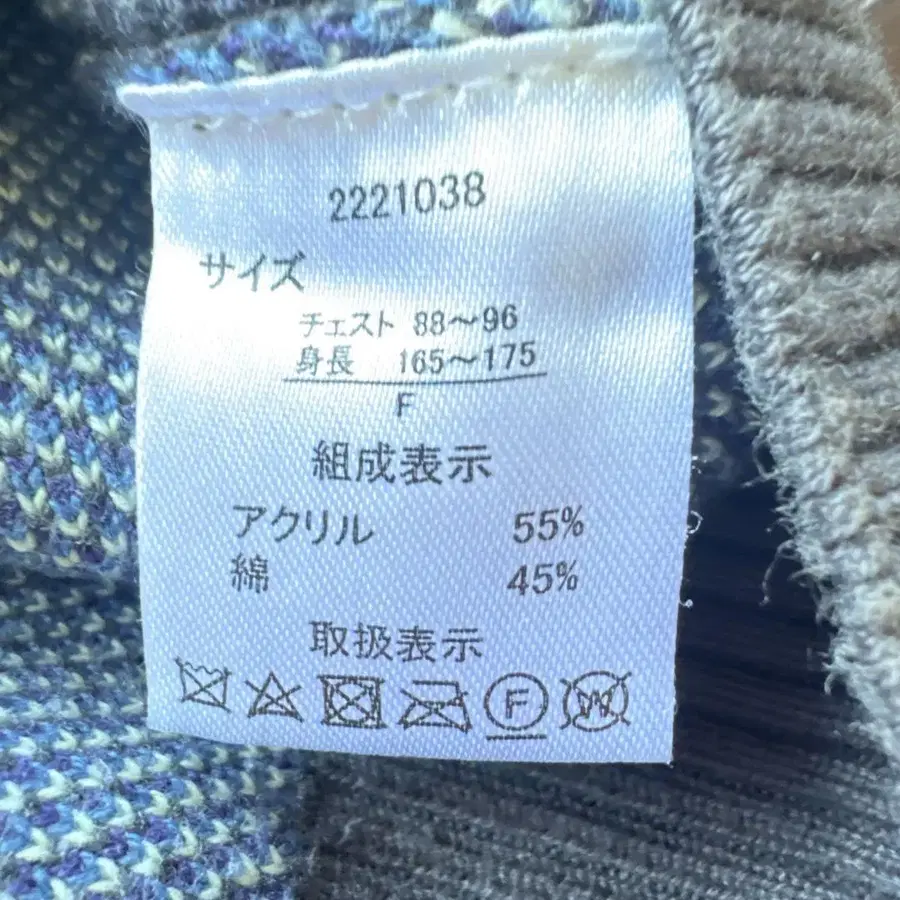 2221038
サイズ
チェスト 88～96
身長 165～175
F
組成表示
アクリル 55%
綿 45%
取扱表示
F W